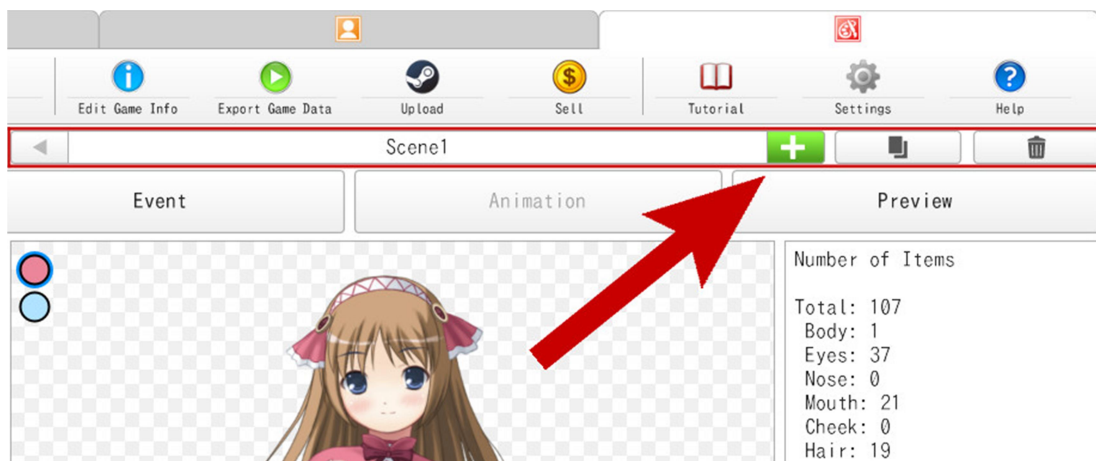 Edit Game Info
Export Game Data
Upload
Sell
Tutorial
Settings
Help
Scene1
Event
Animation
Preview
Number of Items
Total: 107
Body: 1
Eyes: 37
Nose: 0
Mouth: 21
Cheek: 0
Hair: 19